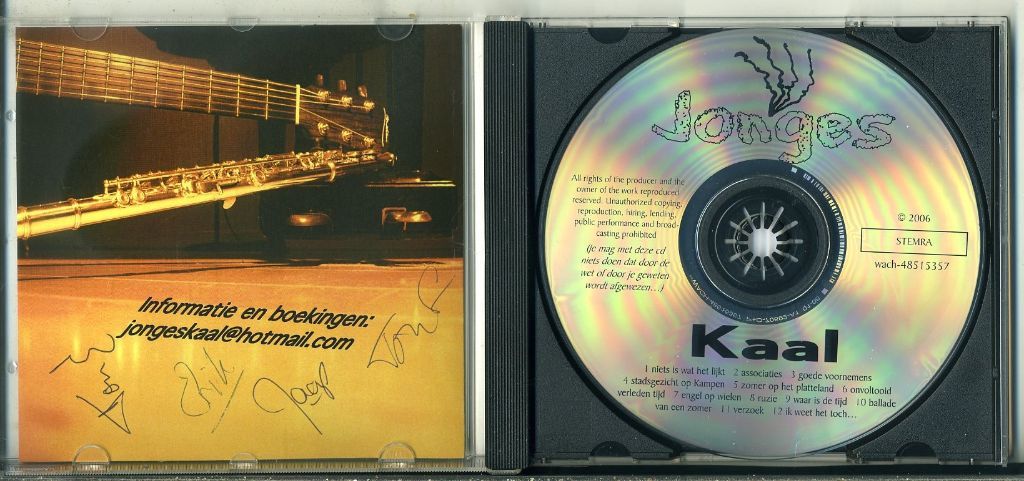 Informatie en boekingen:
jongeskaal@hotmail.com
Erik
Jaap
Jonges
All rights of the producer and the
owner of the work reproduced
reserved. Unauthorized copying,
reproduction, hiring, lending,
public performance and broad-
casting prohibited
(je mag met deze cd
niets doen dat door de
wet of door je geweten
wordt afgewezen...)
© 2006
STEMRA
wach-48515357
Kaal
1 niets is wat het lijkt 2 associaties 3 goede voornemens
4 stadsgezicht op Kampen 5 zomer op het platteland 6 onvoltooid
verleden tijd 7 engel op wielen 8 ruzie 9 waar is de tijd 10 ballade
van een zomer 11 verzoek 12 ik weet het toch...